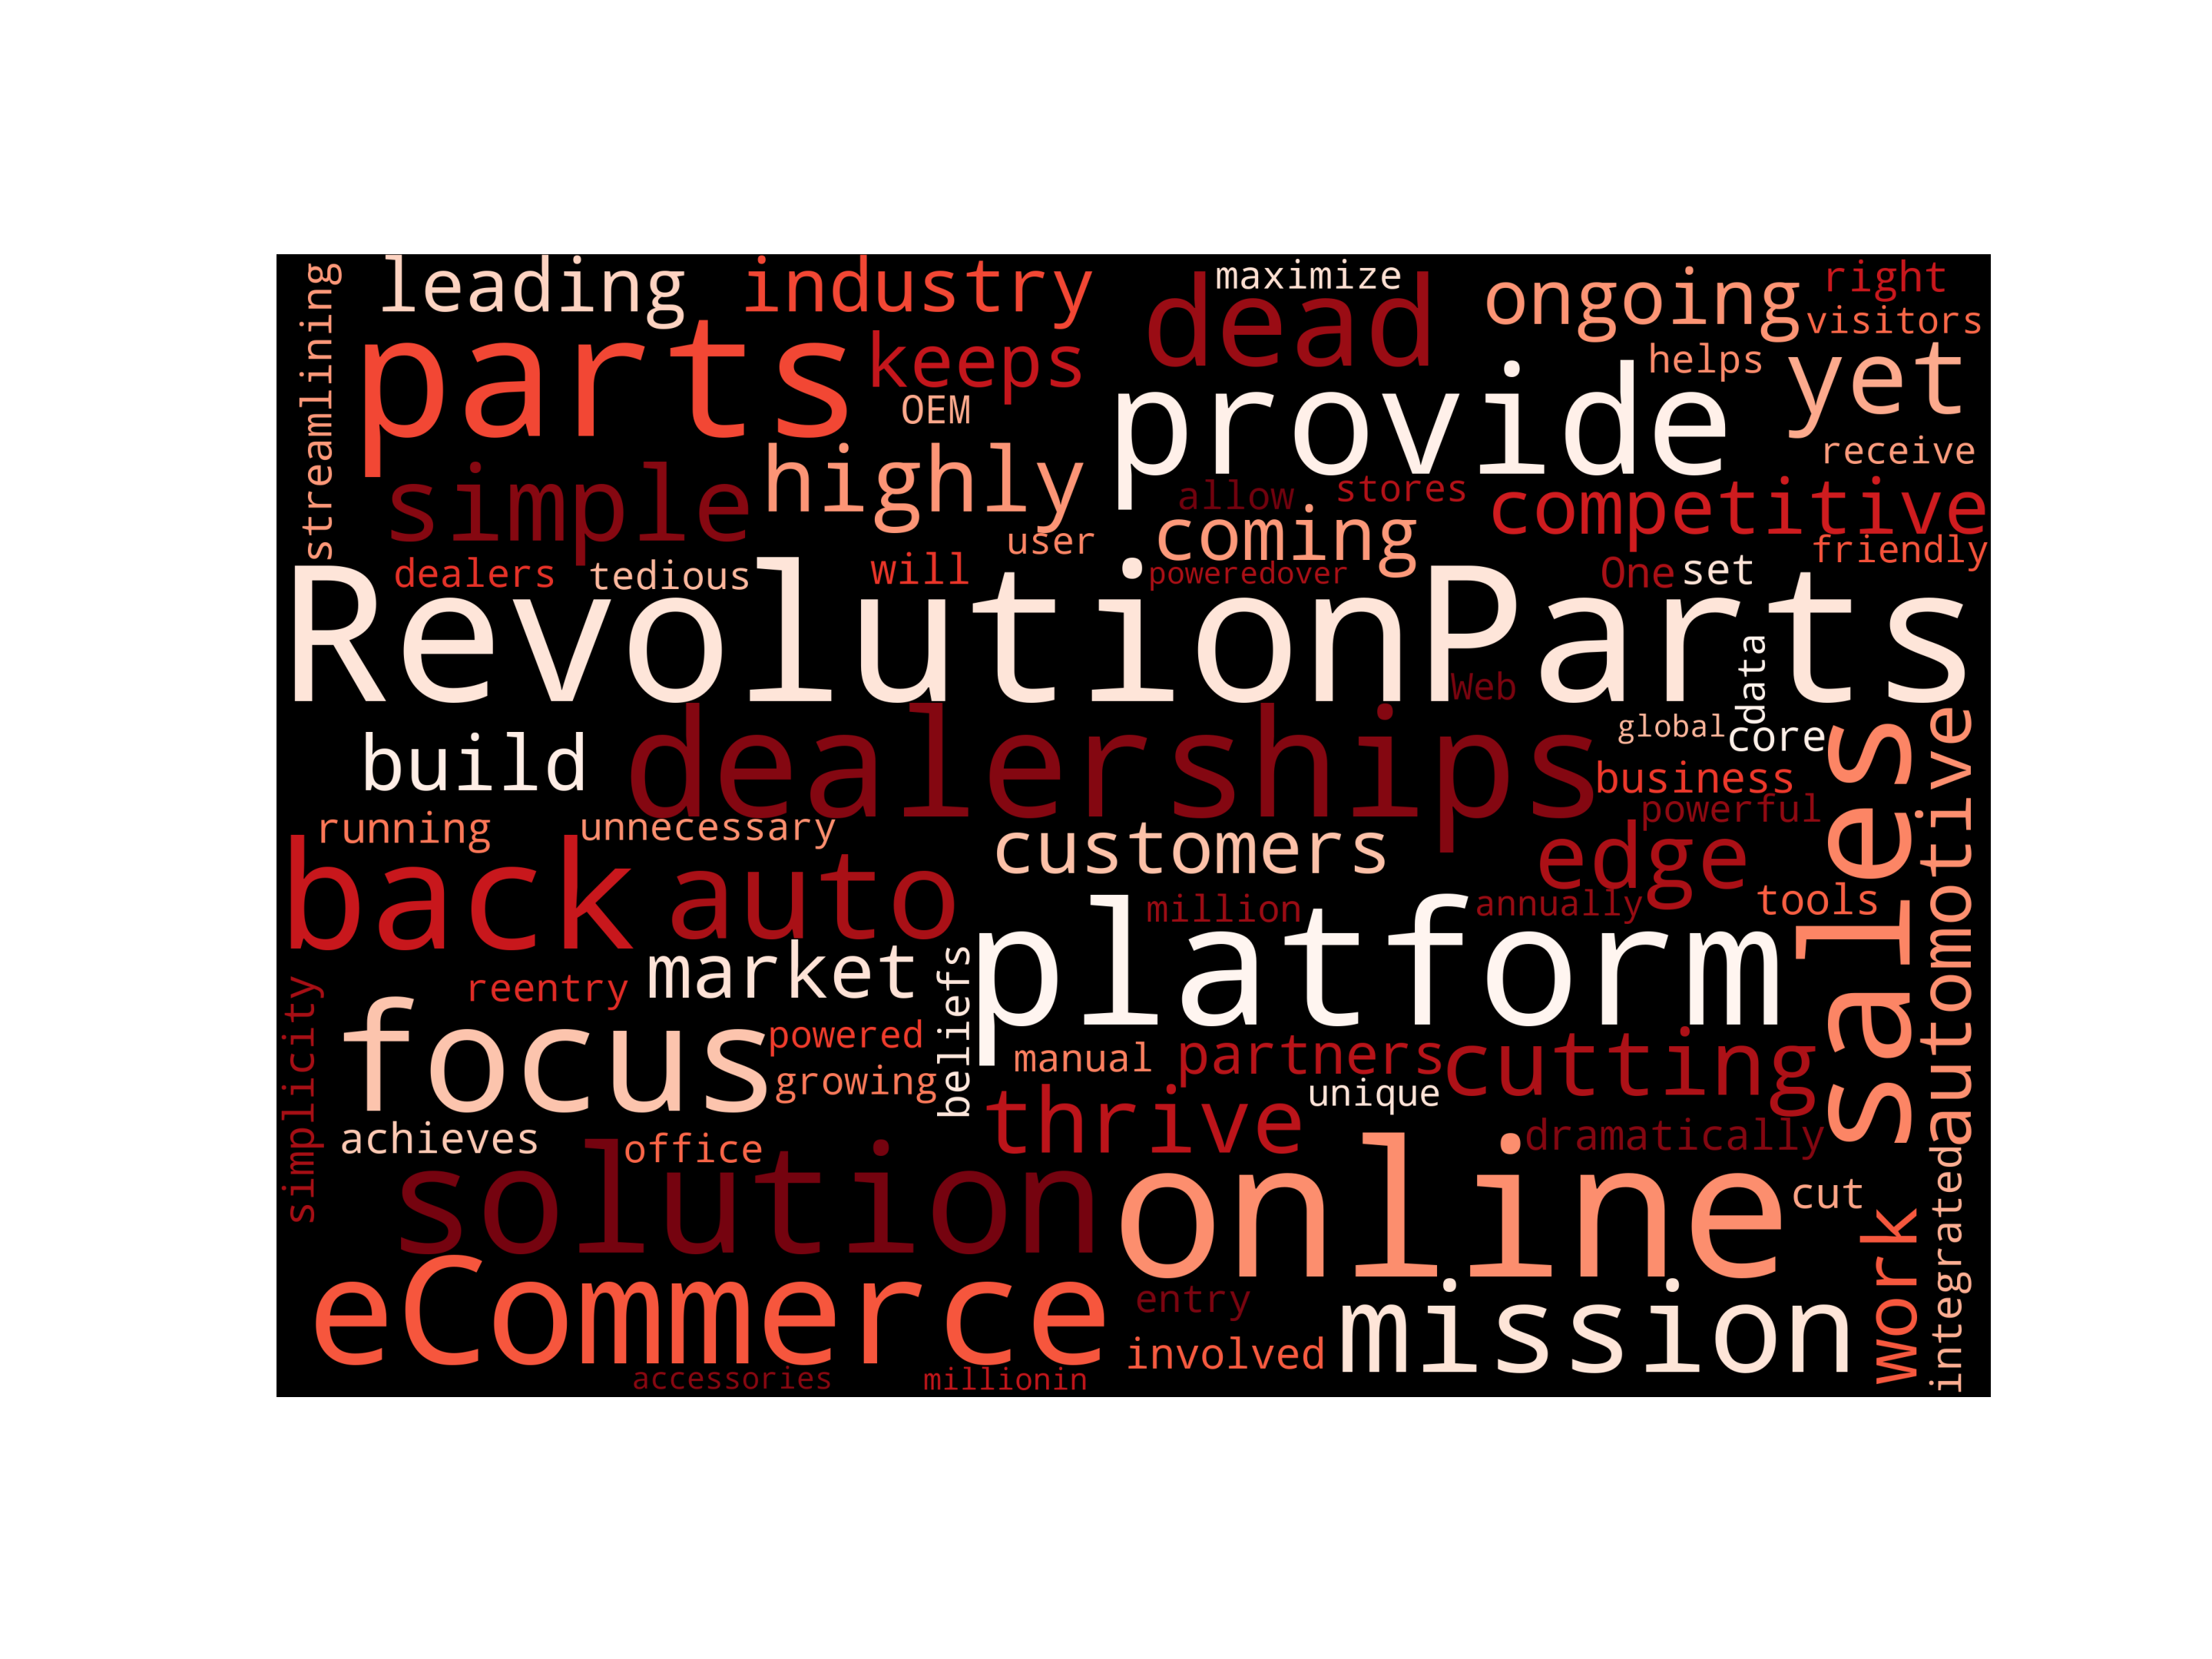 streamlining
leading industry
maximize
dead
ongoing
right
visitors
parts
keeps
OEM
provide
helps
yet
receive
simple
highly
allow stores
competitive
user
coming
friendly
dealers tedious will
poweredover
One set
RevolutionParts
data
Web
global core
build
dealerships
business
powerful
sales
automotive
running unnecessary
customers
edge
back auto
million
annually
tools
market
platform
reentry
beliefs
simplicity
focus
powered
growing
manual
partners
cutting
unique
achieves
office
thrive
dramatically
solution
online
cut
work
integrated
eCommerce
entry
involved
mission
accessories
millionin